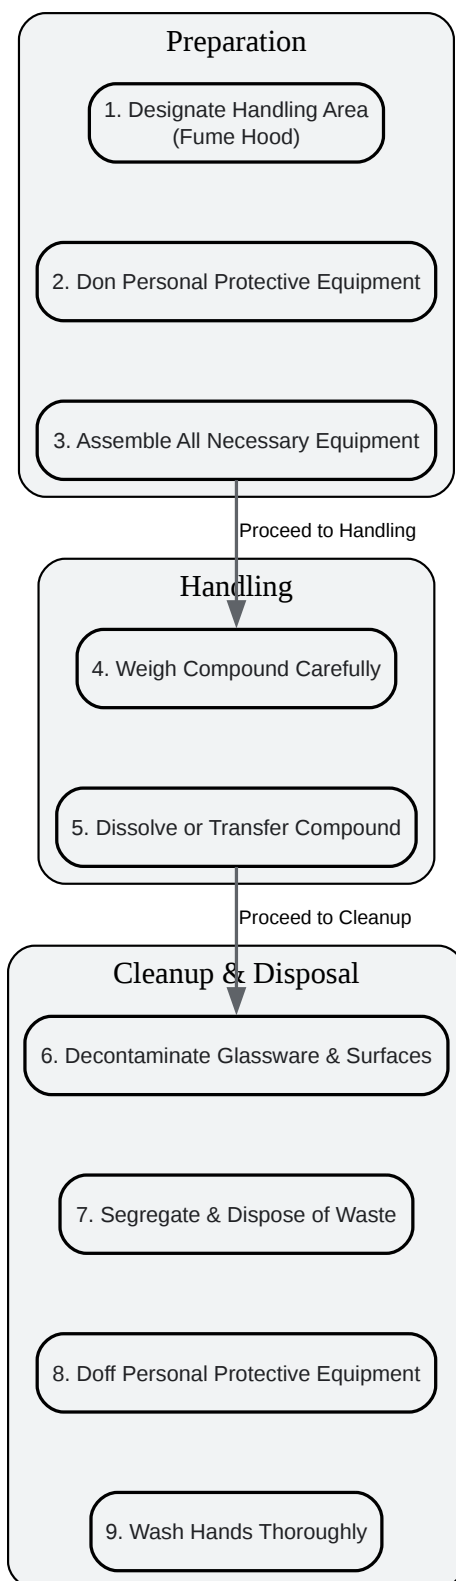 Preparation
1. Designate Handling Area
(Fume Hood)
2. Don Personal Protective Equipment
3. Assemble All Necessary Equipment
Proceed to Handling
Handling
4. Weigh Compound Carefully
5. Dissolve or Transfer Compound
Proceed to Cleanup
Cleanup & Disposal
6. Decontaminate Glassware & Surfaces
7. Segregate & Dispose of Waste
8. Doff Personal Protective Equipment
9. Wash Hands Thoroughly